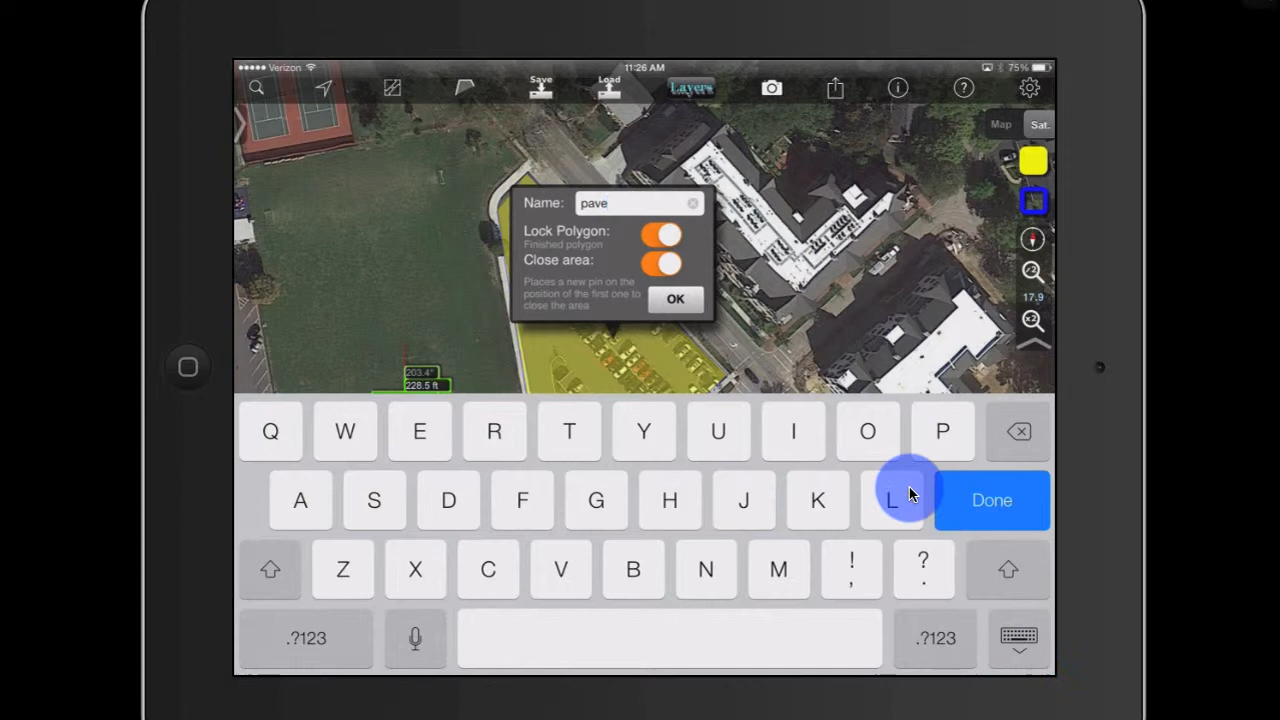 Verizon 11:26 AM 75%
Save Load Layers i ?
Map Sat.
Name: pave
Lock Polygon:
Finished polygon
Close area:
Places a new pin on the
position of the first one to
close the area
OK
x2
17.9
x2
203.4°
228.5 ft
Q W E R T Y U I O P
A S D F G H J K L Done
Z X C V B N M ! , ? .
.?123 .?123